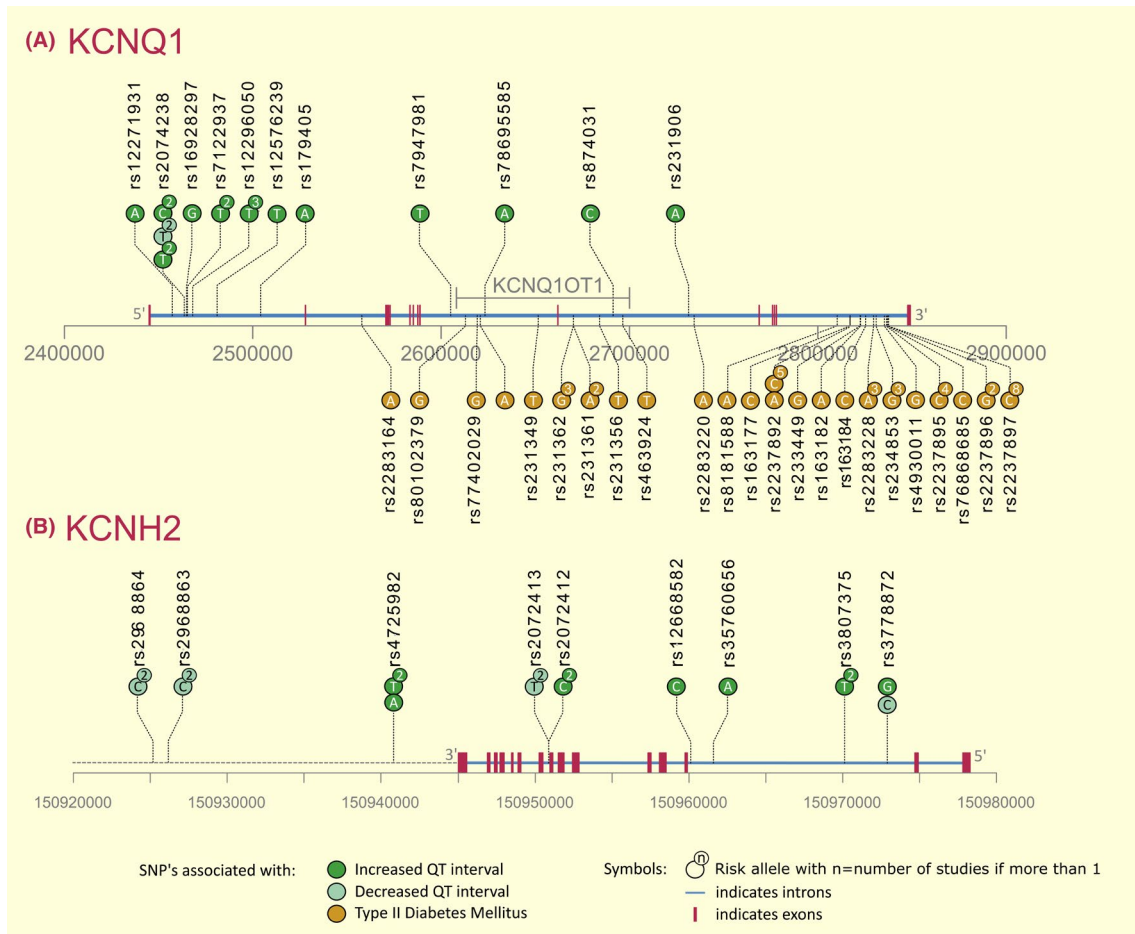 (A) KCNQ1
rs12271931
rs2074238
rs16928297
rs7122937
rs12296050
rs12576239
rs179405
rs7947981
rs78695585
rs874031
rs231906
A
C 2
T 2
T 2
G
T 2
T 3
T
A
T
A
C
A
KCNQ1OT1
5' 3'
2400000 2500000 2600000 2700000 2800000 2900000
A G G A T G 3 A 2 T T A A C C 5 A G A C A 3 G 3 G C 4 C G 2 C 8
rs2283164
rs80102379
rs77402029
rs231349
rs231362
rs231361
rs231356
rs463924
rs2283220
rs8181588
rs163177
rs2237892
rs233449
rs163182
rs163184
rs2283228
rs234853
rs4930011
rs2237895
rs76868685
rs2237896
rs2237897
(B) KCNH2
rs2968864
rs2968863
rs4725982
rs2072413
rs2072412
rs12668582
rs35760656
rs3807375
rs3778872
C 2
C 2
T 2
A
T 2
C 2
C
A
T 2
G
C
3' 5'
150920000 150930000 150940000 150950000 150960000 150970000 150980000
SNP's associated with:
Increased QT interval
Decreased QT interval
Type II Diabetes Mellitus
Symbols:
n Risk allele with n=number of studies if more than 1
indicates introns
indicates exons